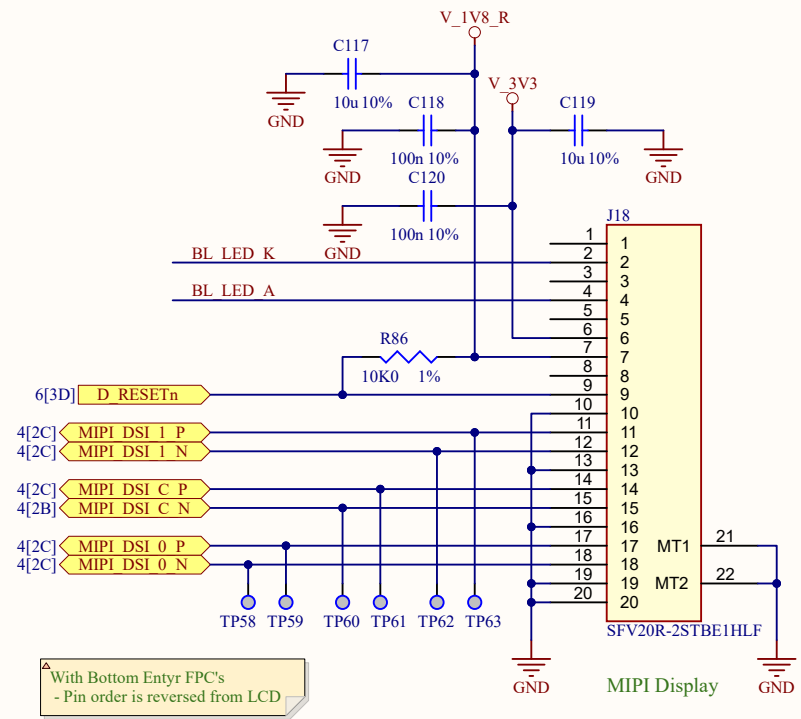 V_1V8_R
C117
10u 10%
GND
V_3V3
C118
100n 10%
GND
C119
10u 10%
GND
C120
100n 10%
GND
J18
1 1
BL_LED_K 2 2
3 3
BL_LED_A 4 4
5 5
6 6
R86
10K0 1%
7 7
8 8
6[3D] D_RESETn 9 9
10 10
4[2C] MIPI_DSI_1_P 11 11
4[2C] MIPI_DSI_1_N 12 12
13 13
4[2C] MIPI_DSI_C_P 14 14
4[2B] MIPI_DSI_C_N 15 15
16 16
4[2C] MIPI_DSI_0_P 17 17 MT1 21
4[2C] MIPI_DSI_0_N 18 18
19 19 MT2 22
20 20
TP58 TP59 TP60 TP61 TP62 TP63
SFV20R-2STBE1HLF
GND
MIPI Display
GND
With Bottom Entyr FPC's
- Pin order is reversed from LCD